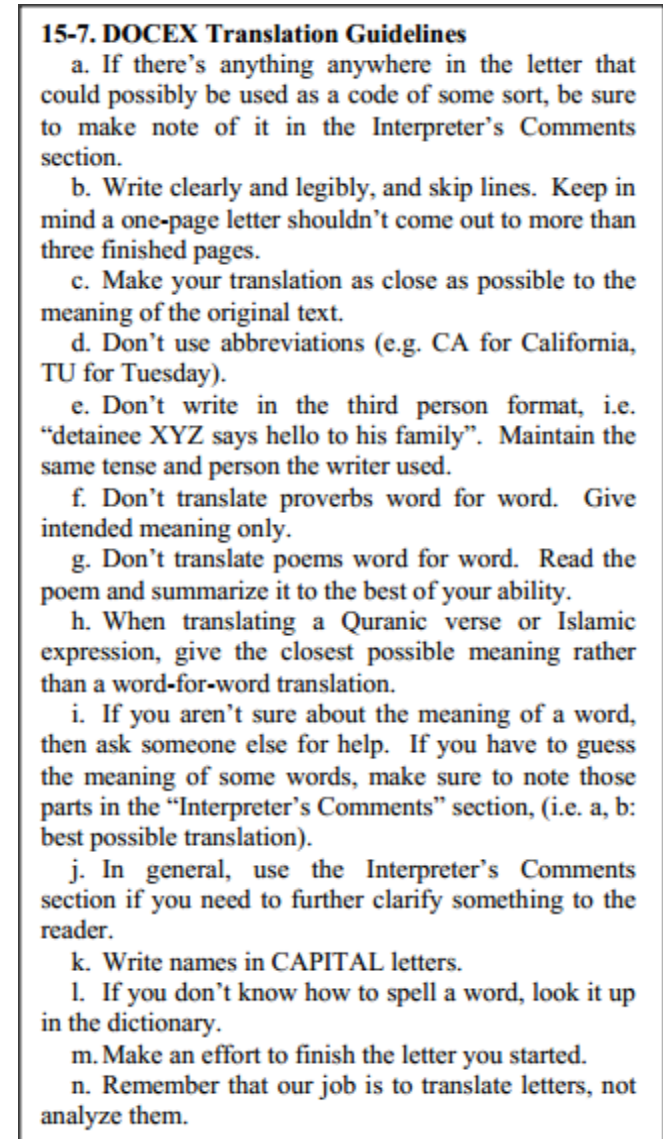 15-7. DOCEX Translation Guidelines
a. If there’s anything anywhere in the letter that
could possibly be used as a code of some sort, be sure
to make note of it in the Interpreter’s Comments
section.
b. Write clearly and legibly, and skip lines. Keep in
mind a one-page letter shouldn’t come out to more than
three finished pages.
c. Make your translation as close as possible to the
meaning of the original text.
d. Don’t use abbreviations (e.g. CA for California,
TU for Tuesday).
e. Don’t write in the third person format, i.e.
“detainee XYZ says hello to his family”. Maintain the
same tense and person the writer used.
f. Don’t translate proverbs word for word. Give
intended meaning only.
g. Don’t translate poems word for word. Read the
poem and summarize it to the best of your ability.
h. When translating a Quranic verse or Islamic
expression, give the closest possible meaning rather
than a word-for-word translation.
i. If you aren’t sure about the meaning of a word,
then ask someone else for help. If you have to guess
the meaning of some words, make sure to note those
parts in the “Interpreter’s Comments” section, (i.e. a, b:
best possible translation).
j. In general, use the Interpreter’s Comments
section if you need to further clarify something to the
reader.
k. Write names in CAPITAL letters.
l. If you don’t know how to spell a word, look it up
in the dictionary.
m. Make an effort to finish the letter you started.
n. Remember that our job is to translate letters, not
analyze them.